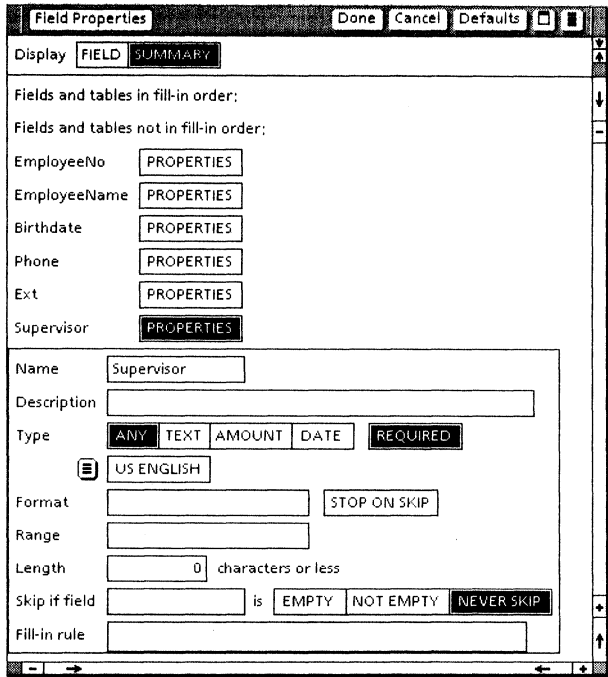 Field Properties Done Cancel Defaults
Display FIELD SUMMARY
Fields and tables in fill-in order:
Fields and tables not in fill-in order:
EmployeeNo PROPERTIES
EmployeeName PROPERTIES
Birthdate PROPERTIES
Phone PROPERTIES
Ext PROPERTIES
Supervisor PROPERTIES
Name Supervisor
Description
Type ANY TEXT AMOUNT DATE REQUIRED
US ENGLISH
Format STOP ON SKIP
Range
Length 0 characters or less
Skip if field is EMPTY NOT EMPTY NEVER SKIP
Fill-in rule